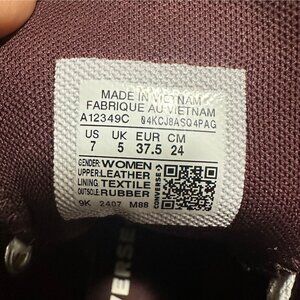 MADE IN VIETNAM
FABRIQUE AU VIETNAM
A12349C 04KCJ8ASQ4PAG
US UK EUR CM
7 5 37.5 24
GENDER: WOMEN
UPPER: LEATHER
LINING: TEXTILE
OUTSOLE: RUBBER
CONVERSE
9K 2407 M88
VERSE